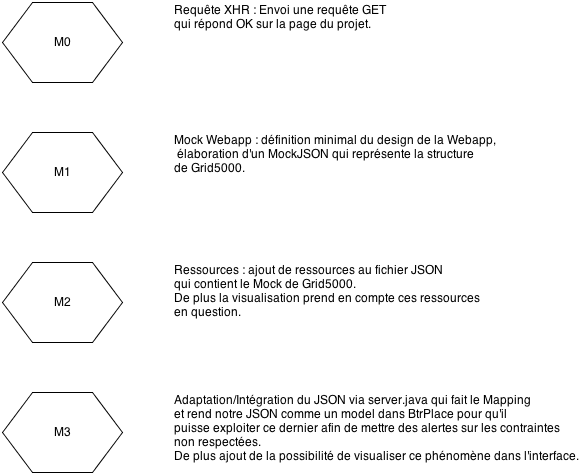 M0
Requête XHR : Envoi une requête GET
qui répond OK sur la page du projet.
M1
Mock Webapp : définition minimal du design de la Webapp,
élaboration d'un MockJSON qui représente la structure
de Grid5000.
M2
Ressources : ajout de ressources au fichier JSON
qui contient le Mock de Grid5000.
De plus la visualisation prend en compte ces ressources
en question.
M3
Adaptation/Intégration du JSON via server.java qui fait le Mapping
et rend notre JSON comme un model dans BtrPlace pour qu'il
puisse exploiter ce dernier afin de mettre des alertes sur les contraintes
non respectées.
De plus ajout de la possibilité de visualiser ce phénomène dans l'interface.